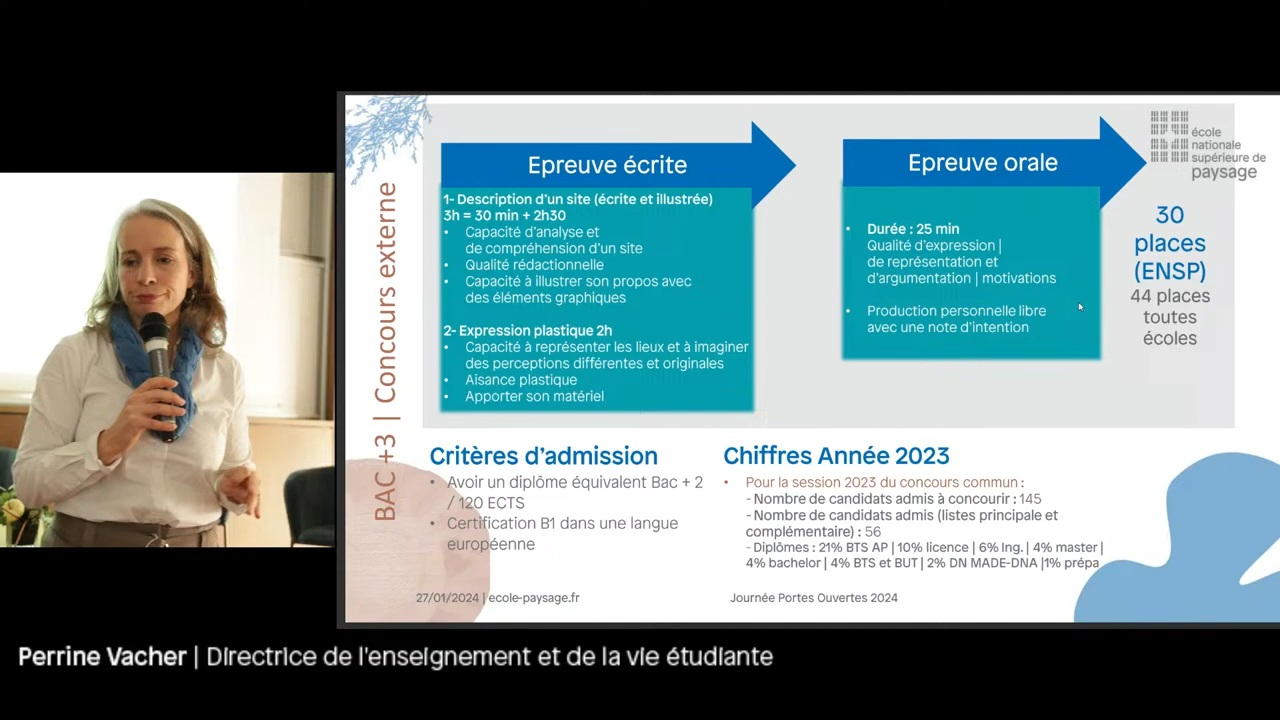 BAC +3 | Concours externe
Epreuve écrite
1- Description d'un site (écrite et illustrée)
3h = 30 min + 2h30
• Capacité d'analyse et
de compréhension d'un site
• Qualité rédactionnelle
• Capacité à illustrer son propos avec
des éléments graphiques
2- Expression plastique 2h
• Capacité à représenter les lieux et à imaginer
des perceptions différentes et originales
• Aisance plastique
• Apporter son matériel
Epreuve orale
• Durée : 25 min
Qualité d'expression |
de représentation et
d'argumentation | motivations
• Production personnelle libre
avec une note d'intention
école
nationale
supérieure de
paysage
30
places
(ENSP)
44 places
toutes
écoles
Critères d'admission
• Avoir un diplôme équivalent Bac + 2
/ 120 ECTS
• Certification B1 dans une langue
européenne
Chiffres Année 2023
• Pour la session 2023 du concours commun :
- Nombre de candidats admis à concourir : 145
- Nombre de candidats admis (listes principale et
complémentaire) : 56
- Diplômes : 21% BTS AP | 10% licence | 6% Ing. | 4% master |
4% bachelor | 4% BTS et BUT | 2% DN MADE-DNA |1% prépa
27/01/2024 | ecole-paysage.fr
Journée Portes Ouvertes 2024
Perrine Vacher | Directrice de l'enseignement et de la vie étudiante